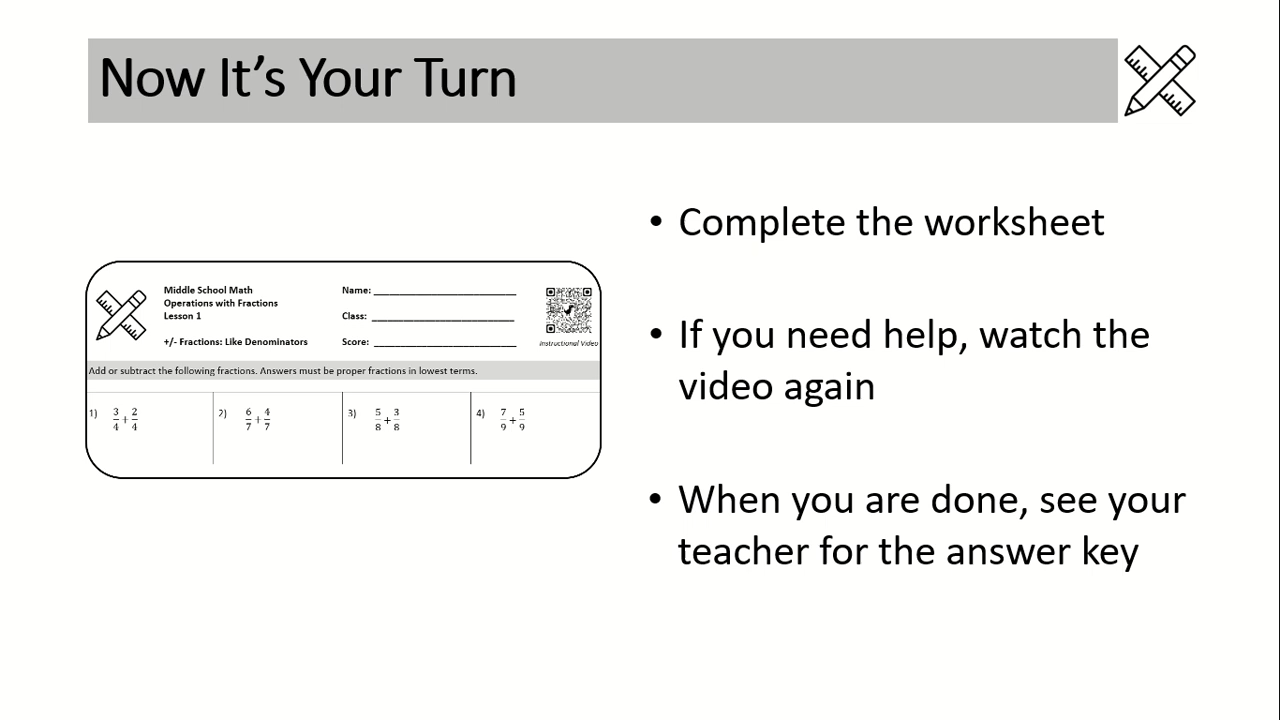 Now It's Your Turn
Middle School Math
Operations with Fractions
Lesson 1
+/- Fractions: Like Denominators
Name: ____________________________
Class: ____________________________
Score: ____________________________
Instructional Video
Add or subtract the following fractions. Answers must be proper fractions in lowest terms.
1) 3/4 + 2/4
2) 6/7 + 4/7
3) 5/8 + 3/8
4) 7/9 + 5/9
• Complete the worksheet
• If you need help, watch the
video again
• When you are done, see your
teacher for the answer key